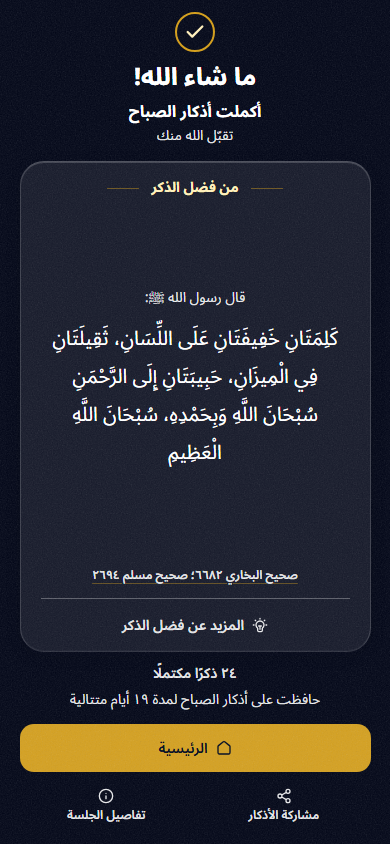 ما شاء الله!
أكملت أذكار الصباح
تقبّل الله منك
من فضل الذكر
قال رسول الله ﷺ:
كَلِمَتَانِ خَفِيفَتَانِ عَلَى اللِّسَانِ، ثَقِيلَتَانِ
فِي الْمِيزَانِ، حَبِيبَتَانِ إِلَى الرَّحْمَنِ
سُبْحَانَ اللَّهِ وَبِحَمْدِهِ، سُبْحَانَ اللَّهِ
الْعَظِيمِ
صحيح البخاري ٦٦٨٢؛ صحيح مسلم ٢٦٩٤
المزيد عن فضل الذكر
٢٤ ذكرًا مكتملًا
حافظت على أذكار الصباح لمدة ١٩ أيام متتالية
الرئيسية
مشاركة الأذكار
تفاصيل الجلسة